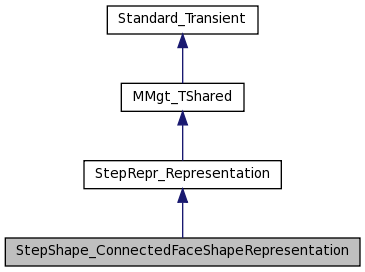 Standard_Transient
MMgt_TShared
StepRepr_Representation
StepShape_ConnectedFaceShapeRepresentation